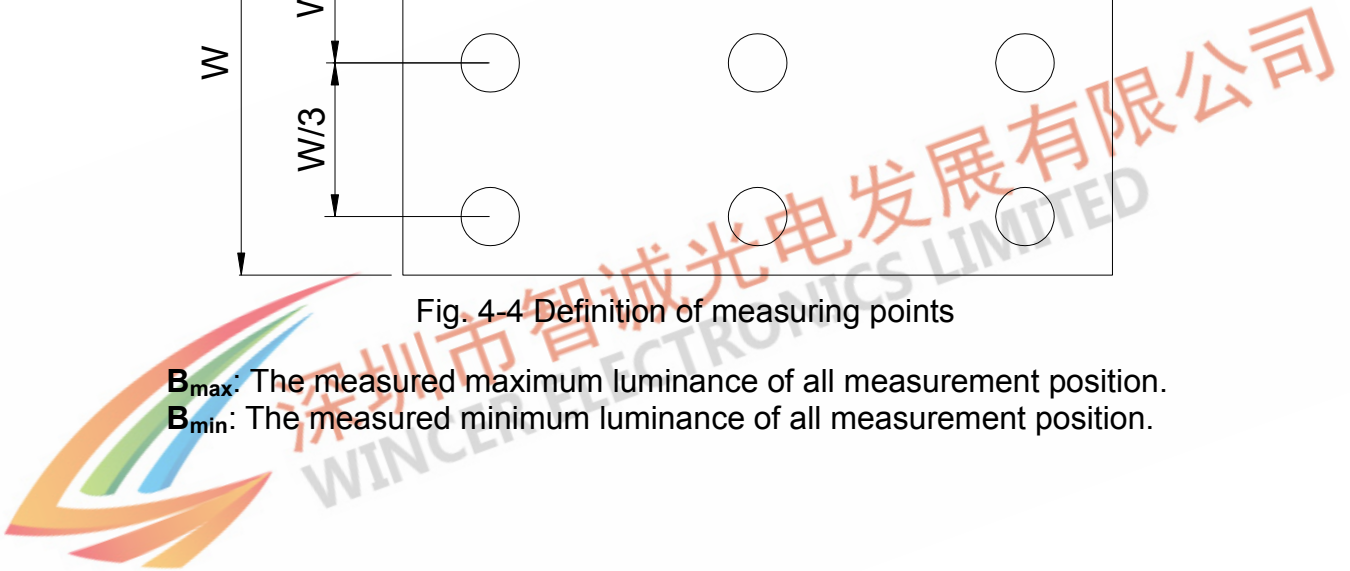 W
W/3
Fig. 4-4 Definition of measuring points
Bmax: The measured maximum luminance of all measurement position.
Bmin: The measured minimum luminance of all measurement position.
深圳市智诚光电发展有限公司
WINCER ELECTRONICS LIMITED